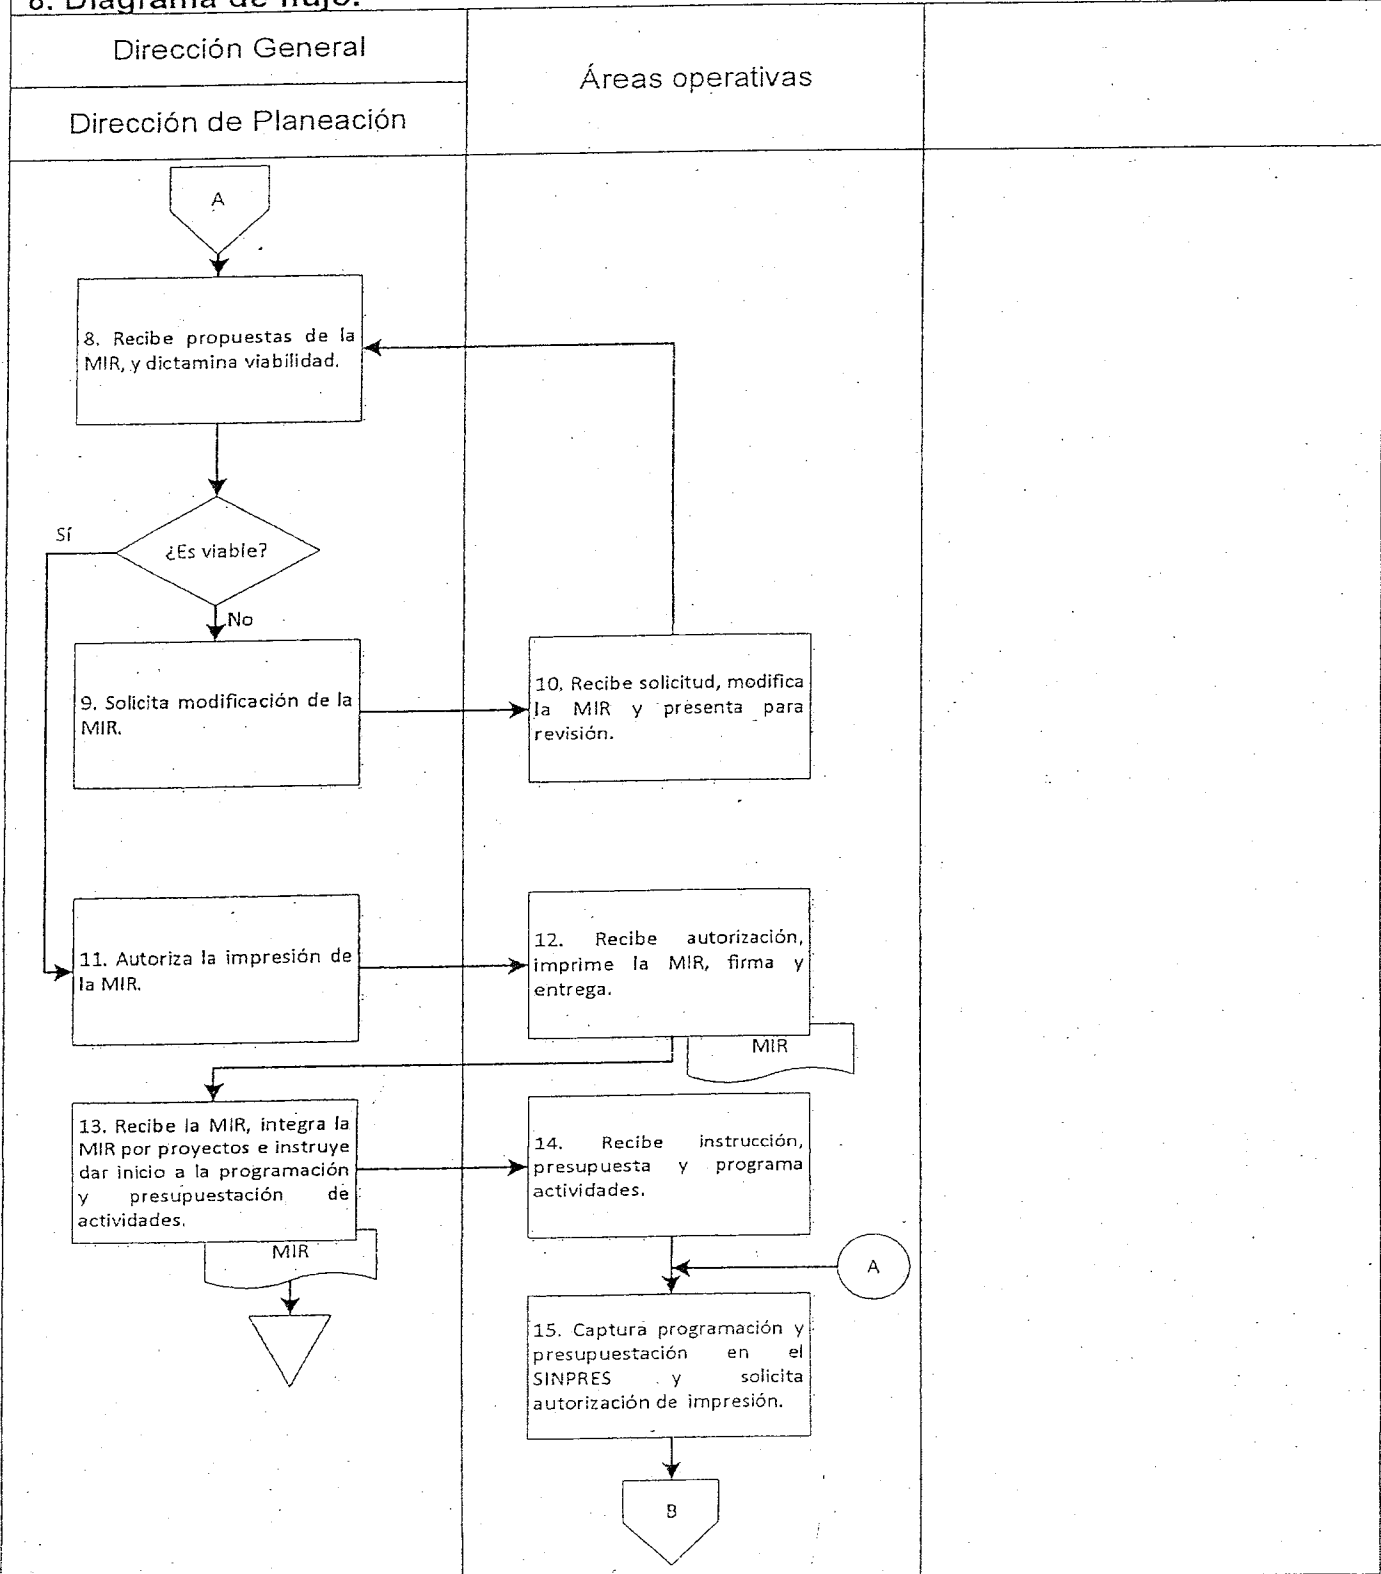 8. Diagrama de flujo.
Dirección General
Dirección de Planeación
Áreas operativas
A
8. Recibe propuestas de la
MIR, y dictamina viabilidad.
¿Es viable?
Sí
No
9. Solicita modificación de la
MIR.
10. Recibe solicitud, modifica
la MIR y presenta para
revisión.
11. Autoriza la impresión de
la MIR.
12. Recibe autorización,
imprime la MIR, firma y
entrega.
MIR
13. Recibe la MIR, integra la
MIR por proyectos e instruye
dar inicio a la programación
y presupuestación de
actividades.
MIR
14. Recibe instrucción,
presupuesta y programa
actividades.
A
15. Captura programación y
presupuestación en el
SINPRES y solicita
autorización de impresión.
B